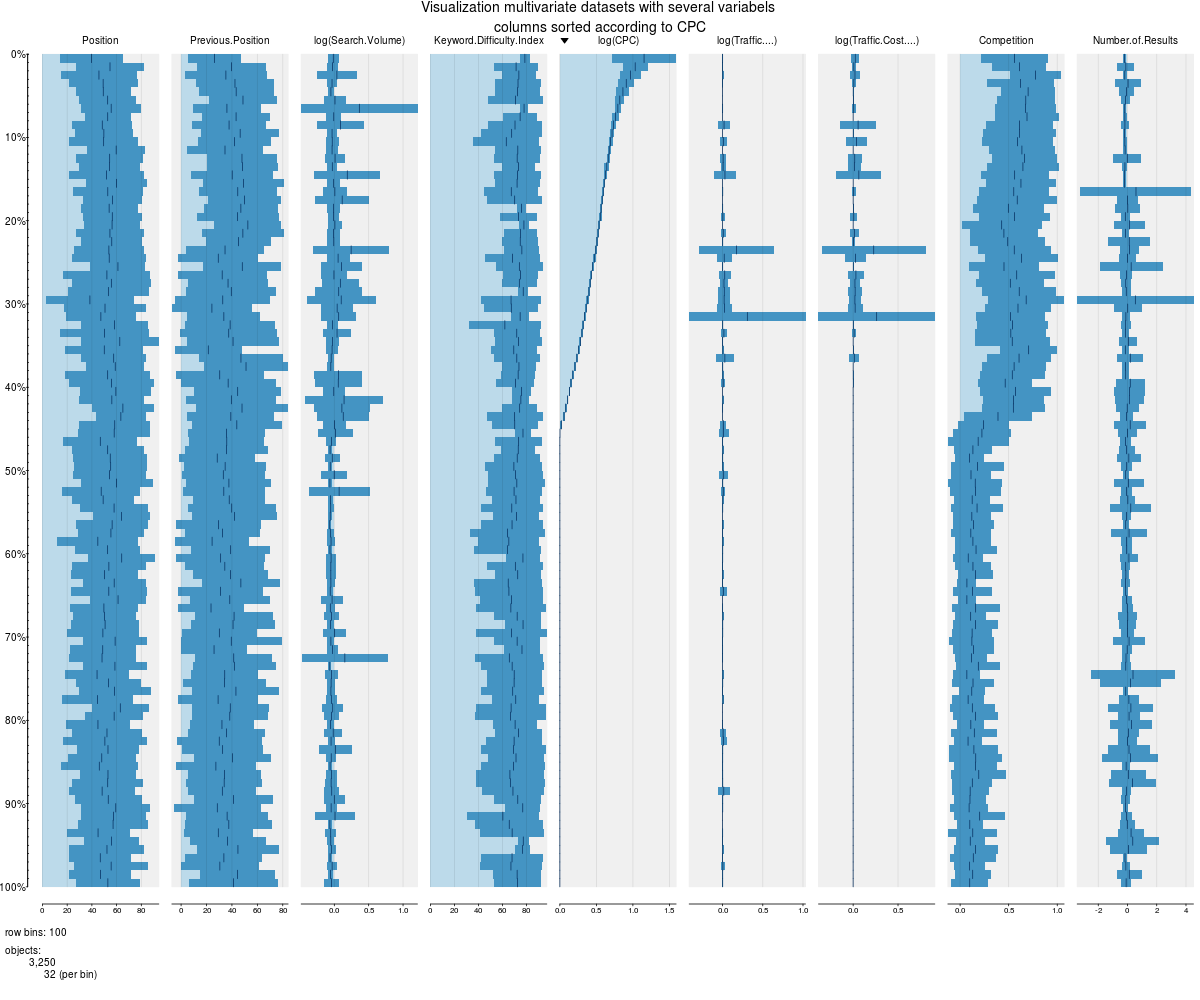 Visualization multivariate datasets with several variabels
columns sorted according to CPC
Position Previous.Position log(Search.Volume) Keyword.Difficulty.Index log(CPC) log(Traffic....) log(Traffic.Cost....) Competition Number.of.Results
0%
10%
20%
30%
40%
50%
60%
70%
80%
90%
100%
0 20 40 60 80 0 20 40 60 80 0.0 0.5 1.0 0 20 40 60 80 0.0 0.5 1.0 1.5 0.0 0.5 1.0 0.0 0.5 0.0 0.5 1.0 -2 0 2 4
row bins: 100
objects:
3,250
32 (per bin)